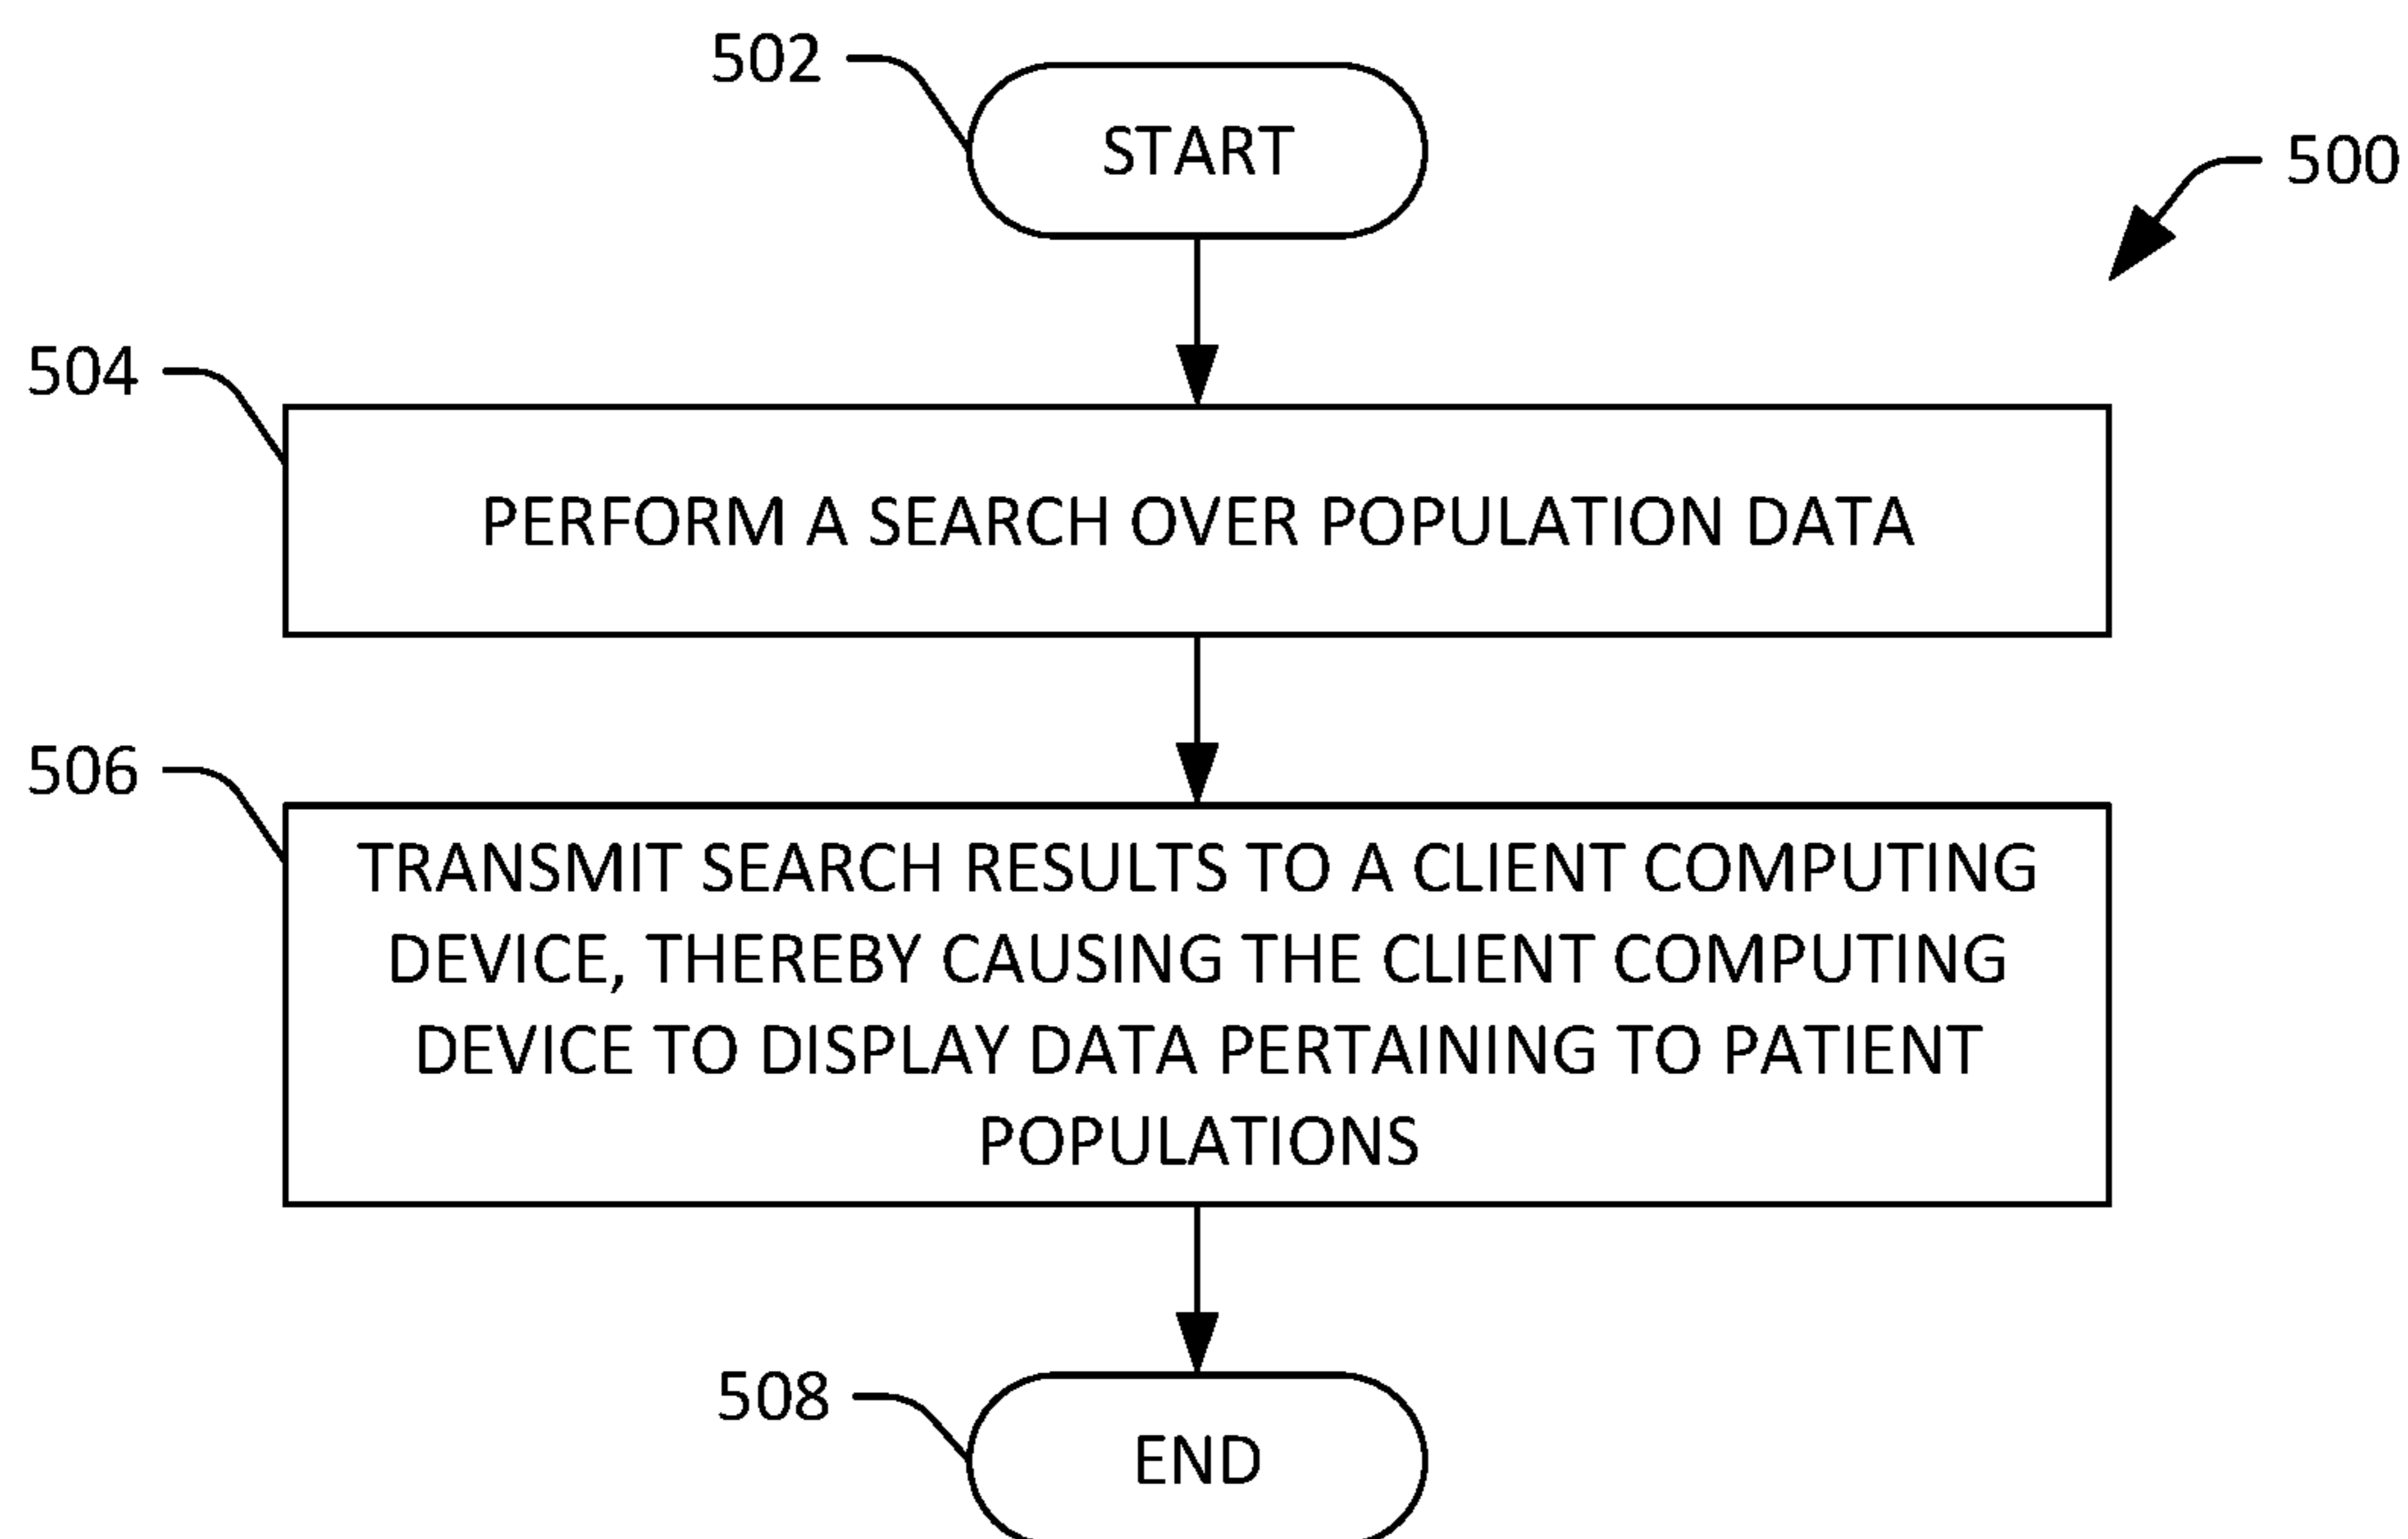 502
START
500
504
PERFORM A SEARCH OVER POPULATION DATA
506
TRANSMIT SEARCH RESULTS TO A CLIENT COMPUTING
DEVICE, THEREBY CAUSING THE CLIENT COMPUTING
DEVICE TO DISPLAY DATA PERTAINING TO PATIENT
POPULATIONS
508
END